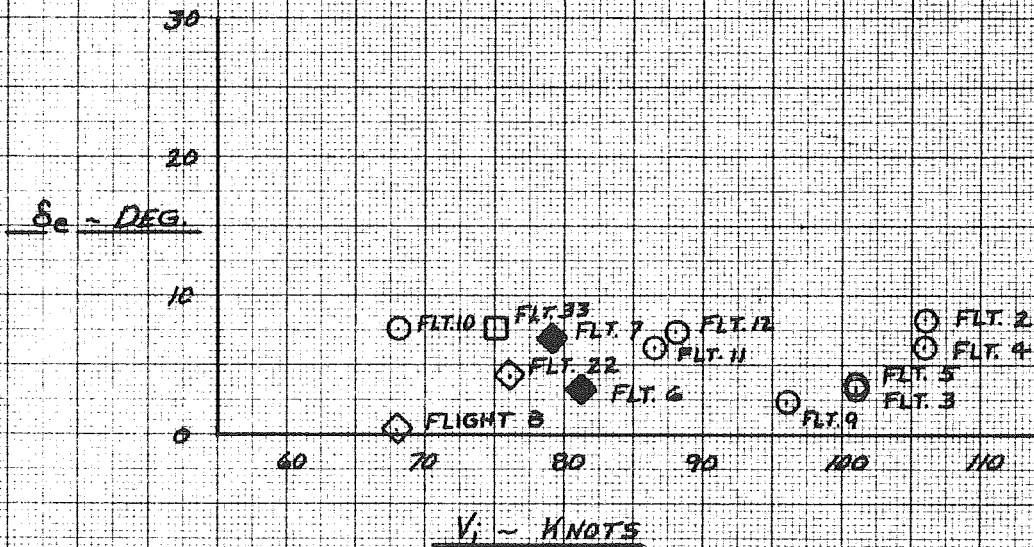 30
20
δe ~ DEG.
10
FLT.10
FLT.33
FLT. 7
FLT. 12
FLT. 2
FLT. 11
FLT. 4
FLT. 22
FLT. 6
FLT. 5
FLT. 3
FLT. 9
FLIGHT 8
0
60 70 80 90 100 110
Vi ~ KNOTS